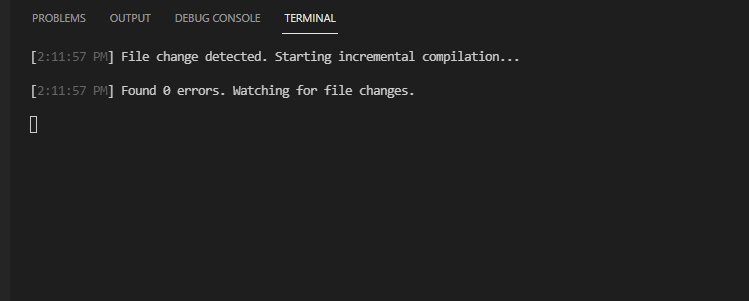 PROBLEMS OUTPUT DEBUG CONSOLE TERMINAL
[2:11:57 PM] File change detected. Starting incremental compilation...
[2:11:57 PM] Found 0 errors. Watching for file changes.